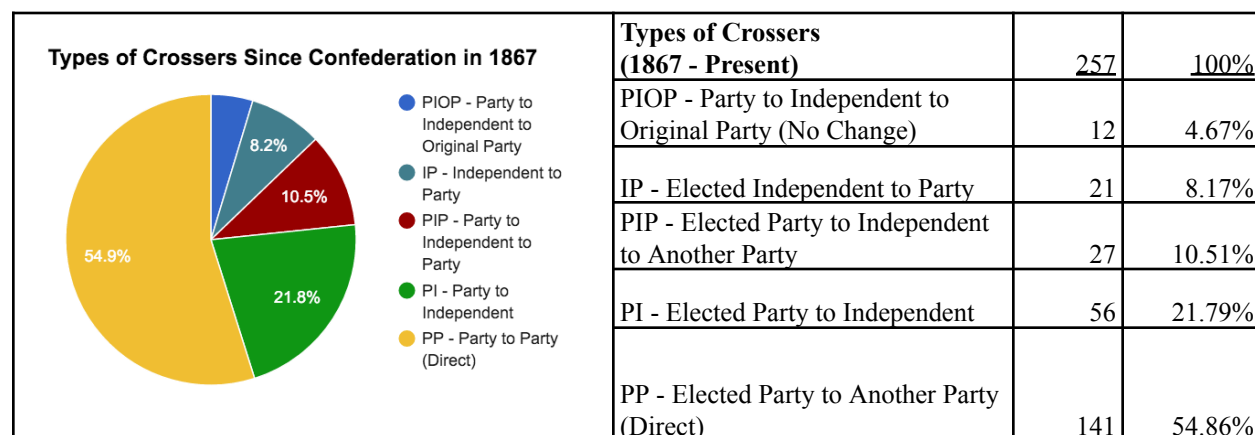 Types of Crossers Since Confederation in 1867
8.2%
10.5%
21.8%
54.9%
PIOP - Party to
Independent to
Original Party
IP - Independent to
Party
PIP - Party to
Independent to
Party
PI - Party to
Independent
PP - Party to Party
(Direct)
Types of Crossers
(1867 - Present) 257 100%
PIOP - Party to Independent to
Original Party (No Change) 12 4.67%
IP - Elected Independent to Party 21 8.17%
PIP - Elected Party to Independent
to Another Party 27 10.51%
PI - Elected Party to Independent 56 21.79%
PP - Elected Party to Another Party
(Direct) 141 54.86%